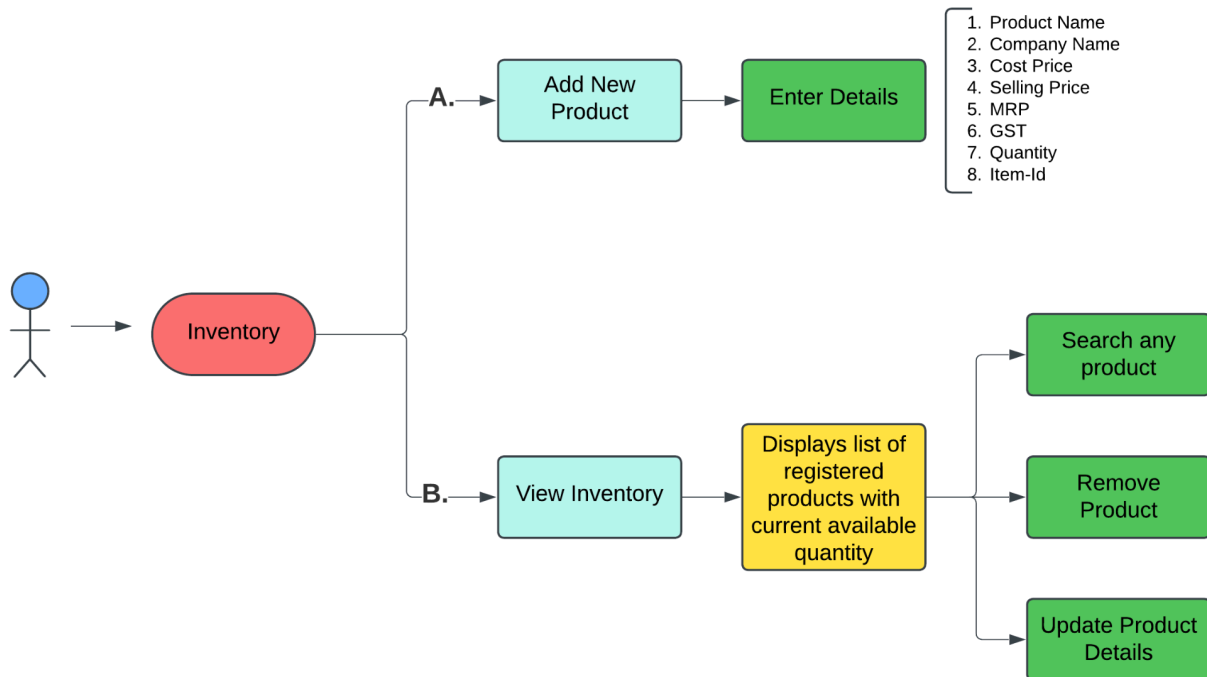 A.
Add New
Product
Enter Details
1. Product Name
2. Company Name
3. Cost Price
4. Selling Price
5. MRP
6. GST
7. Quantity
8. Item-Id
Inventory
B.
View Inventory
Displays list of
registered
products with
current available
quantity
Search any
product
Remove
Product
Update Product
Details